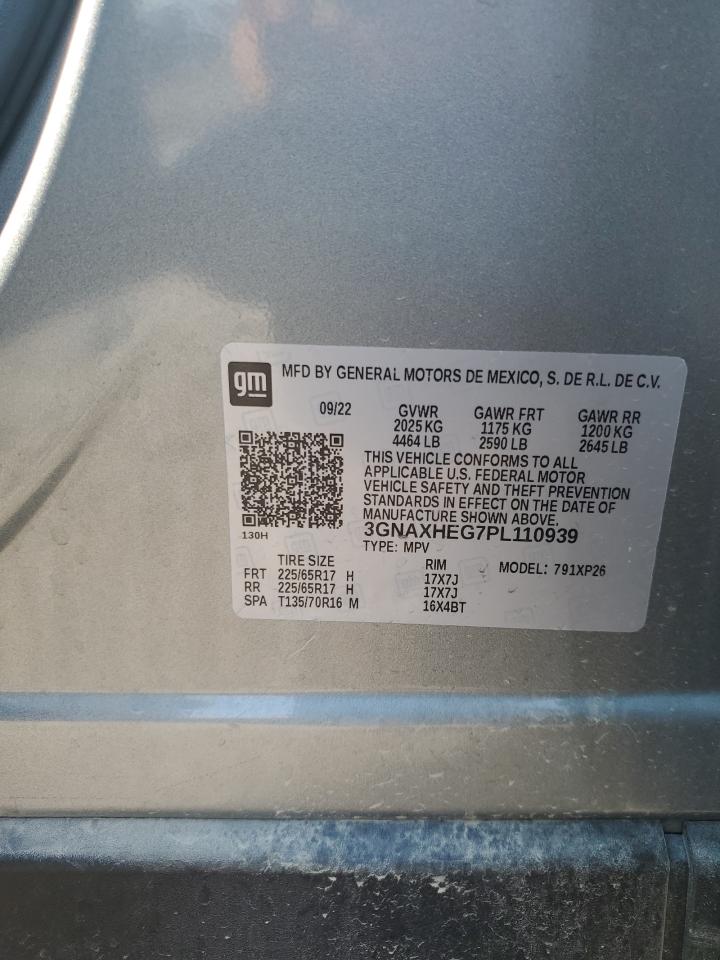 gm
MFD BY GENERAL MOTORS DE MEXICO, S. DE R.L. DE C.V.
09/22 GVWR GAWR FRT GAWR RR
2025 KG 1175 KG 1200 KG
4464 LB 2590 LB 2645 LB
THIS VEHICLE CONFORMS TO ALL
APPLICABLE U.S. FEDERAL MOTOR
VEHICLE SAFETY AND THEFT PREVENTION
STANDARDS IN EFFECT ON THE DATE OF
MANUFACTURE SHOWN ABOVE.
130H
3GNAXHEG7PL110939
TYPE: MPV
TIRE SIZE RIM MODEL: 791XP26
FRT 225/65R17 H 17X7J
RR 225/65R17 H 17X7J
SPA T135/70R16 M 16X4BT